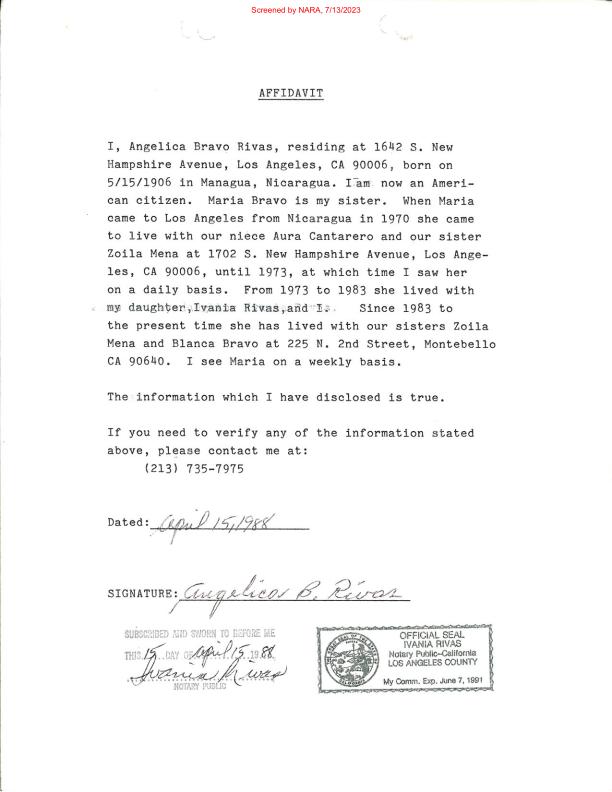 Screened by NARA, 7/13/2023
AFFIDAVIT
I, Angelica Bravo Rivas, residing at 1642 S. New
Hampshire Avenue, Los Angeles, CA 90006, born on
5/15/1906 in Managua, Nicaragua. I am now an Ameri-
can citizen. Maria Bravo is my sister. When Maria
came to Los Angeles from Nicaragua in 1970 she came
to live with our niece Aura Cantarero and our sister
Zoila Mena at 1702 S. New Hampshire Avenue, Los Ange-
les, CA 90006, until 1973, at which time I saw her
on a daily basis. From 1973 to 1983 she lived with
my daughter,Ivania Rivas,and I. Since 1983 to
the present time she has lived with our sisters Zoila
Mena and Blanca Bravo at 225 N. 2nd Street, Montebello
CA 90640. I see Maria on a weekly basis.
The information which I have disclosed is true.
If you need to verify any of the information stated
above, please contact me at:
(213) 735-7975
Dated: April 15, 1988
SIGNATURE: Angelica B. Rivas
SUBSCRIBED AND SWORN TO BEFORE ME
THIS 15 DAY OF April 15, 1988
Ivania Rivas
NOTARY PUBLIC
OFFICIAL SEAL
IVANIA RIVAS
Notary Public-California
LOS ANGELES COUNTY
My Comm. Exp. June 7, 1991